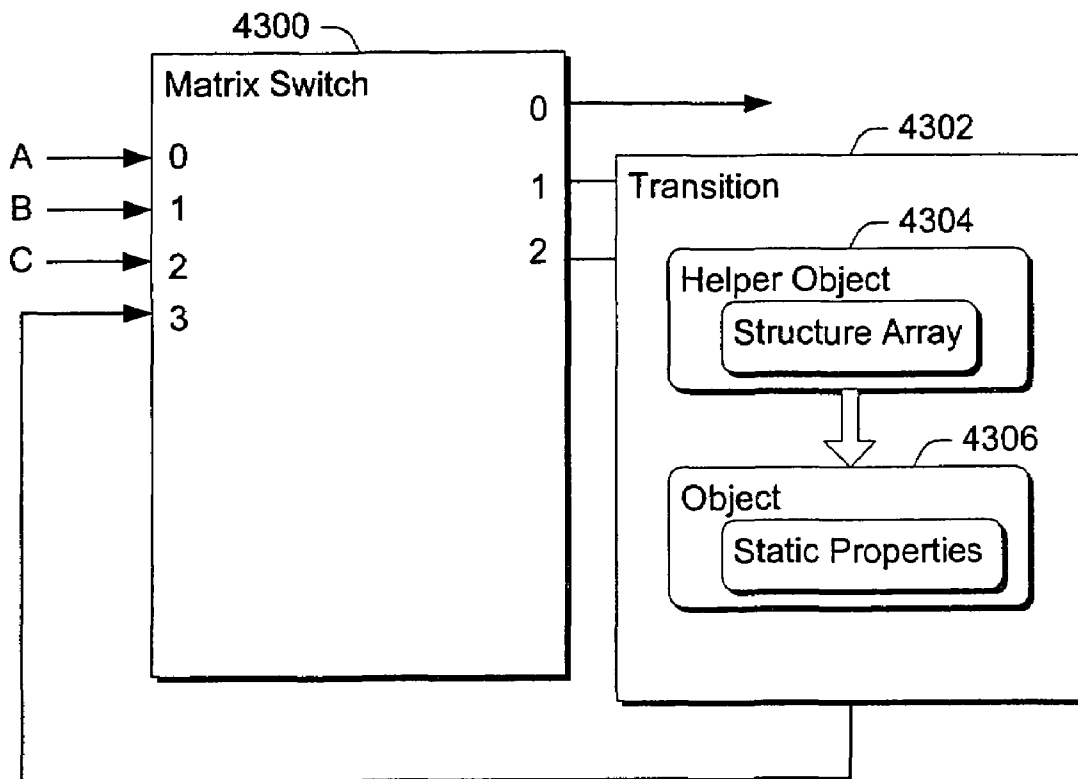 4300
Matrix Switch
0
4302
A
0
Transition
B
1
1
4304
C
2
2
Helper Object
3
Structure Array
4306
Object
Static Properties